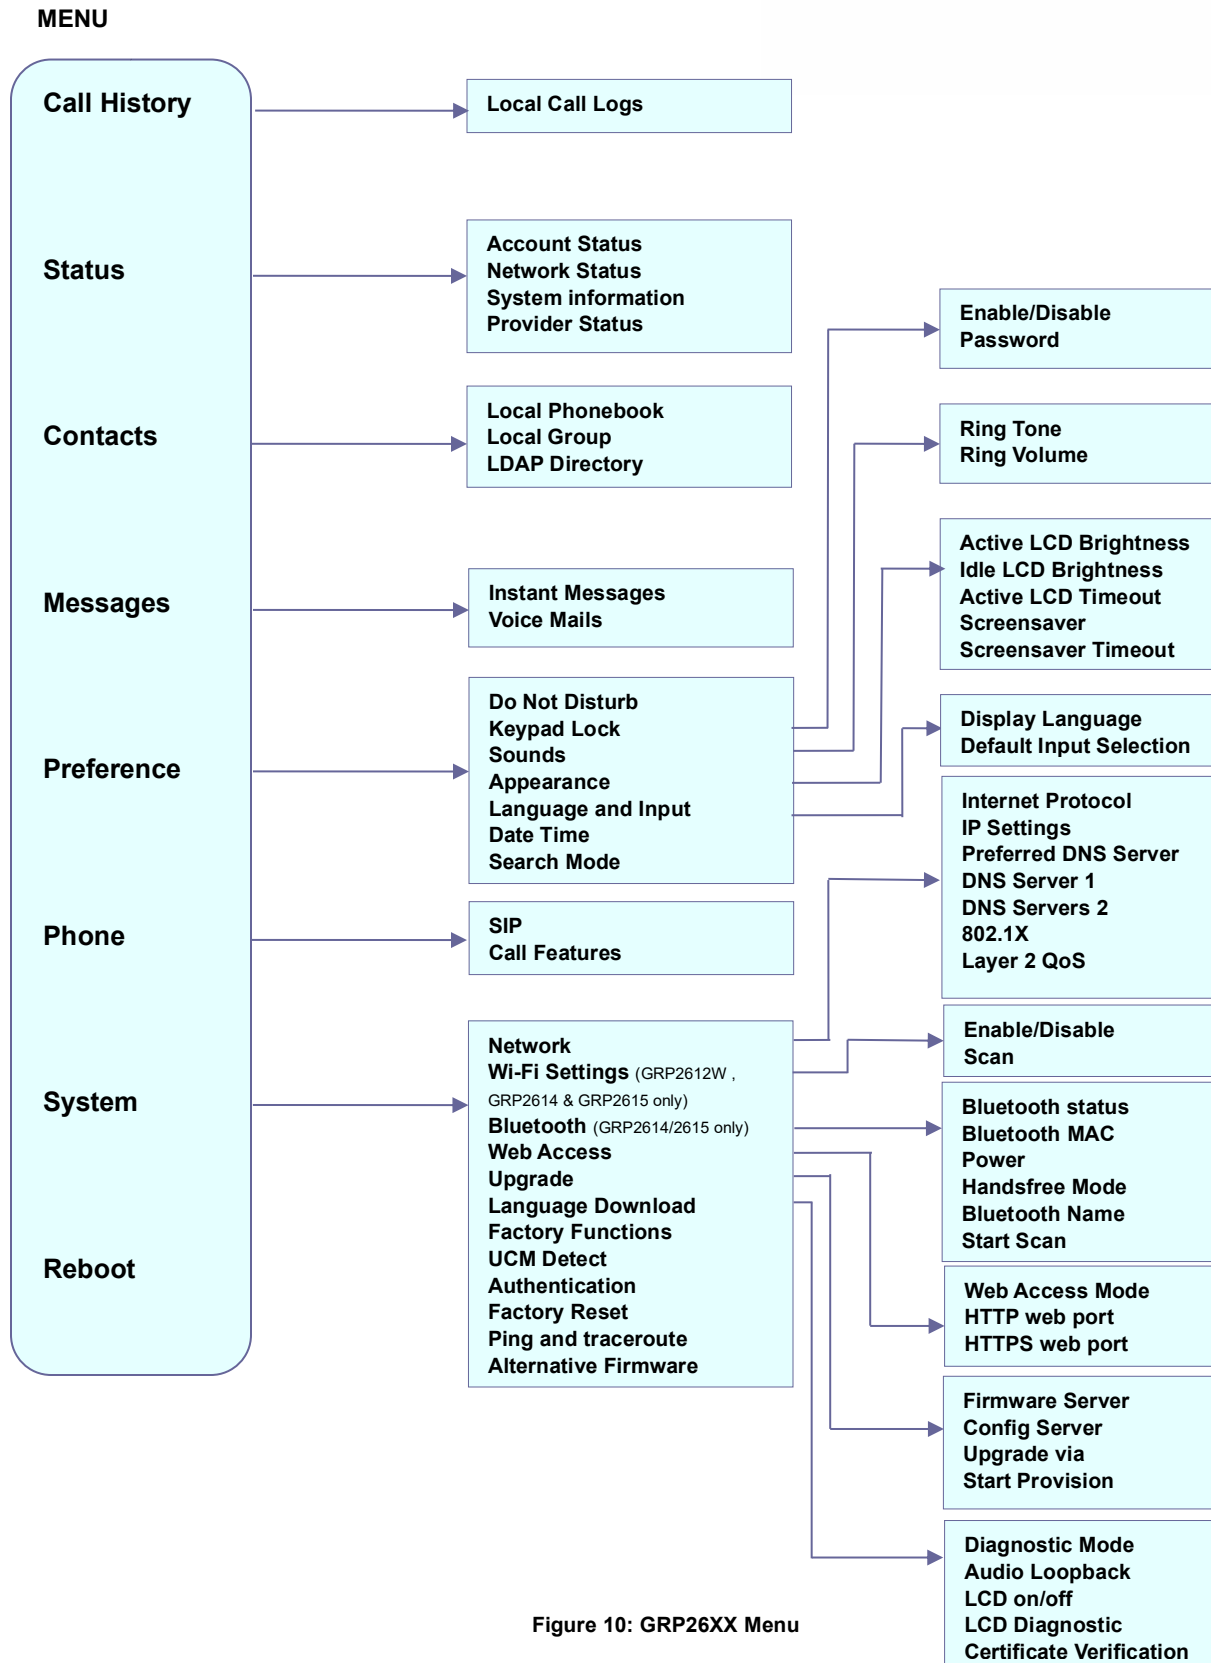 MENU
Call History
Status
Contacts
Messages
Preference
Phone
System
Reboot
Local Call Logs
Account Status
Network Status
System information
Provider Status
Local Phonebook
Local Group
LDAP Directory
Instant Messages
Voice Mails
Do Not Disturb
Keypad Lock
Sounds
Appearance
Language and Input
Date Time
Search Mode
SIP
Call Features
Network
Wi-Fi Settings (GRP2612W ,
GRP2614 & GRP2615 only)
Bluetooth (GRP2614/2615 only)
Web Access
Upgrade
Language Download
Factory Functions
UCM Detect
Authentication
Factory Reset
Ping and traceroute
Alternative Firmware
Enable/Disable
Password
Ring Tone
Ring Volume
Active LCD Brightness
Idle LCD Brightness
Active LCD Timeout
Screensaver
Screensaver Timeout
Display Language
Default Input Selection
Internet Protocol
IP Settings
Preferred DNS Server
DNS Server 1
DNS Servers 2
802.1X
Layer 2 QoS
Enable/Disable
Scan
Bluetooth status
Bluetooth MAC
Power
Handsfree Mode
Bluetooth Name
Start Scan
Web Access Mode
HTTP web port
HTTPS web port
Firmware Server
Config Server
Upgrade via
Start Provision
Diagnostic Mode
Audio Loopback
LCD on/off
LCD Diagnostic
Certificate Verification
Figure 10: GRP26XX Menu